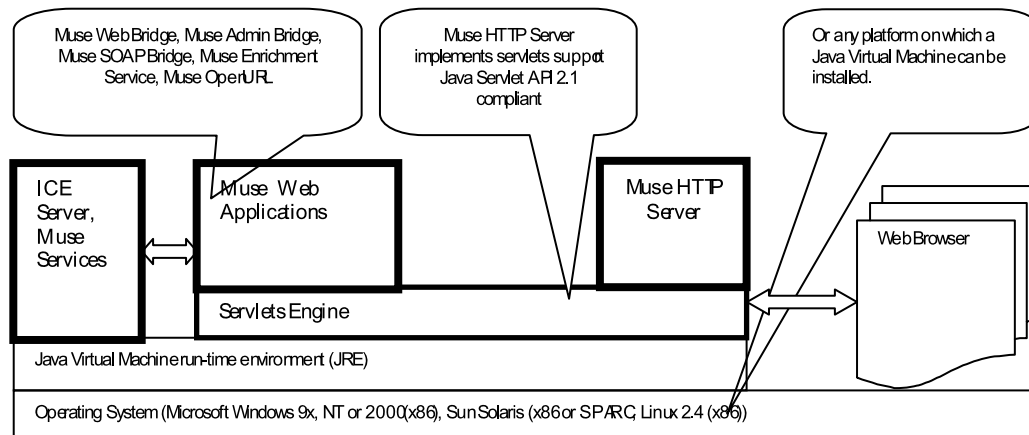 Muse Web Bridge, Muse Admin Bridge,
Muse SOAP Bridge, Muse Enrichment
Service, Muse OpenURL
Muse HTTP Server
implements servlets support
Java Servlet API 2.1
compliant
Or any platform on which a
Java Virtual Machine can be
installed.
ICE
Server,
Muse
Services
Muse Web
Applications
Muse HTTP
Server
Web Browser
Servlets Engine
Java Virtual Machine run-time environment (JRE)
Operating System (Microsoft Windows 9x, NT or 2000(x86), Sun Solaris (x86 or SPARC, Linux 2.4 (x86))